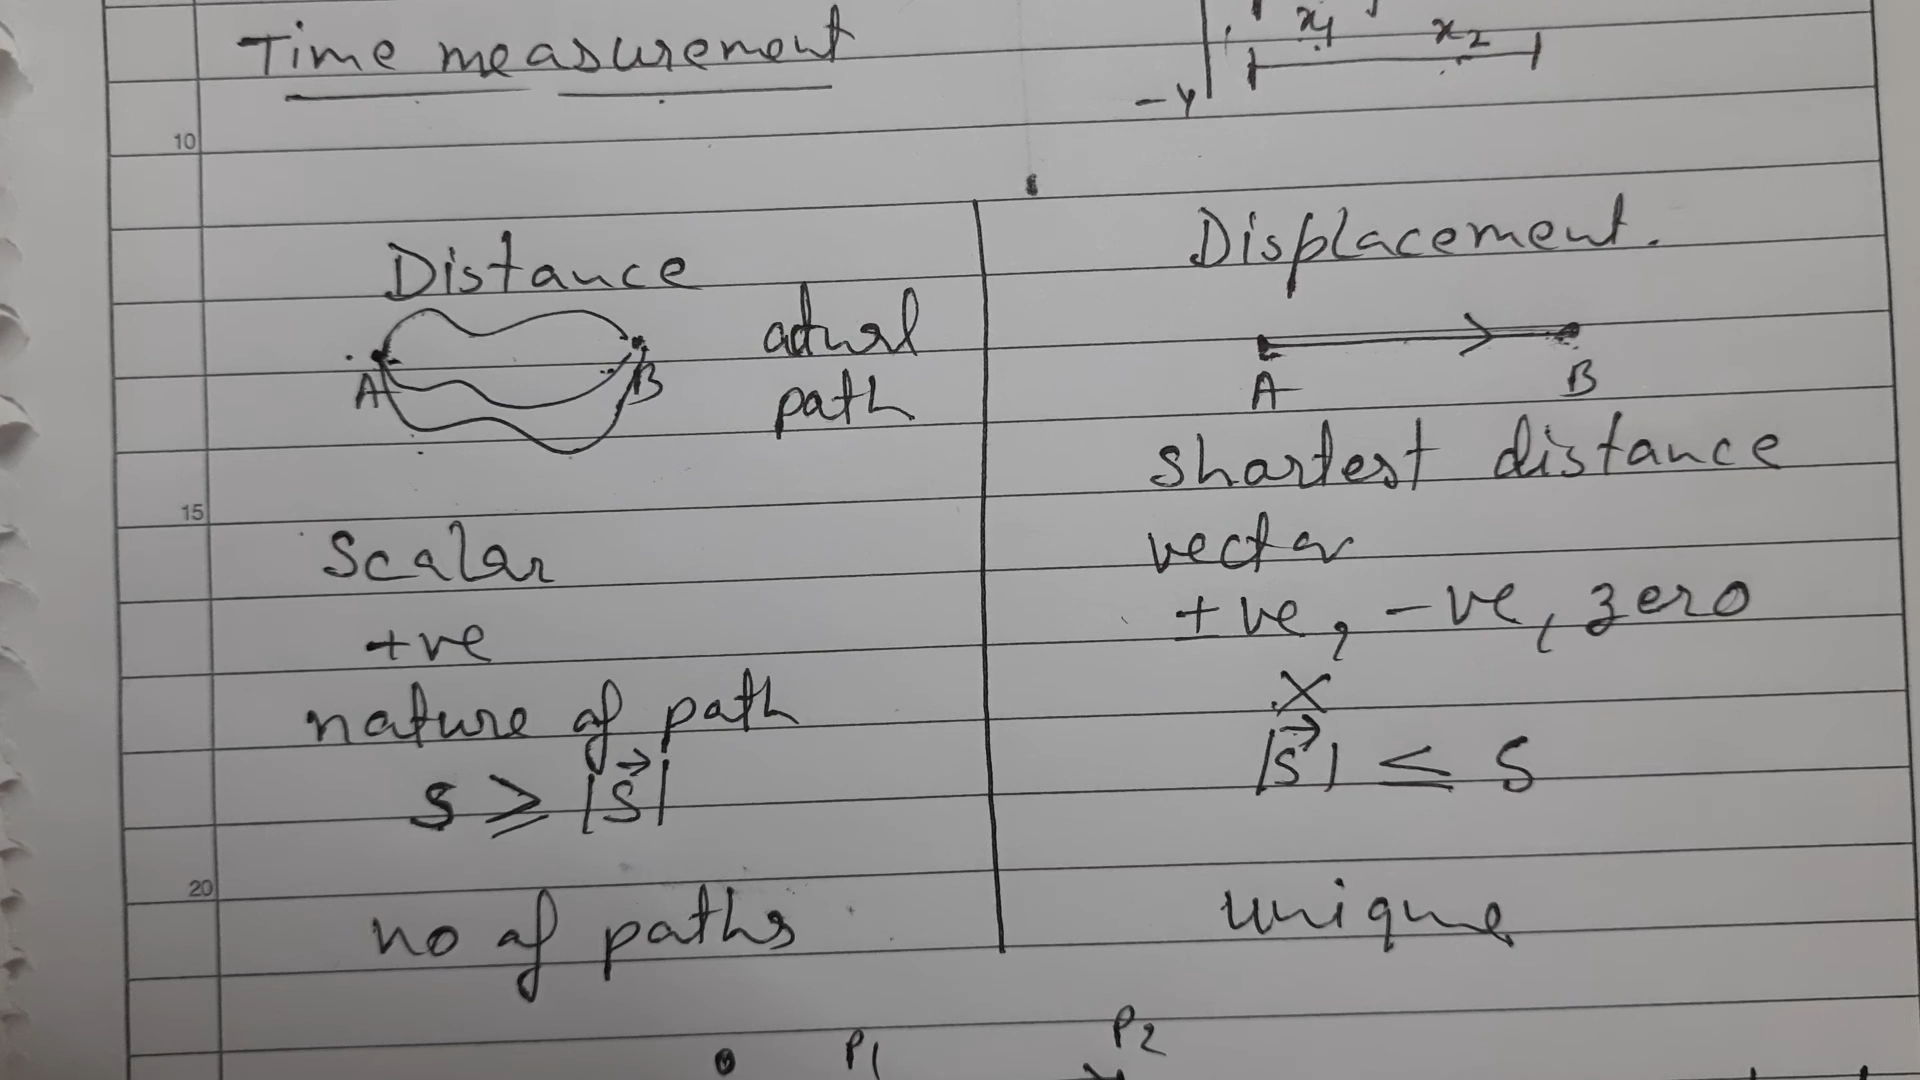 Time measurement
x1 x2
-y
10
Distance
Displacement.
actual
path
A B
A B
shortest distance
15
Scalar
vector
+ve
+ve, -ve, zero
nature of path
X
s ≥ |s⃗|
|s⃗| ≤ s
20
no of paths
unique
P1
P2